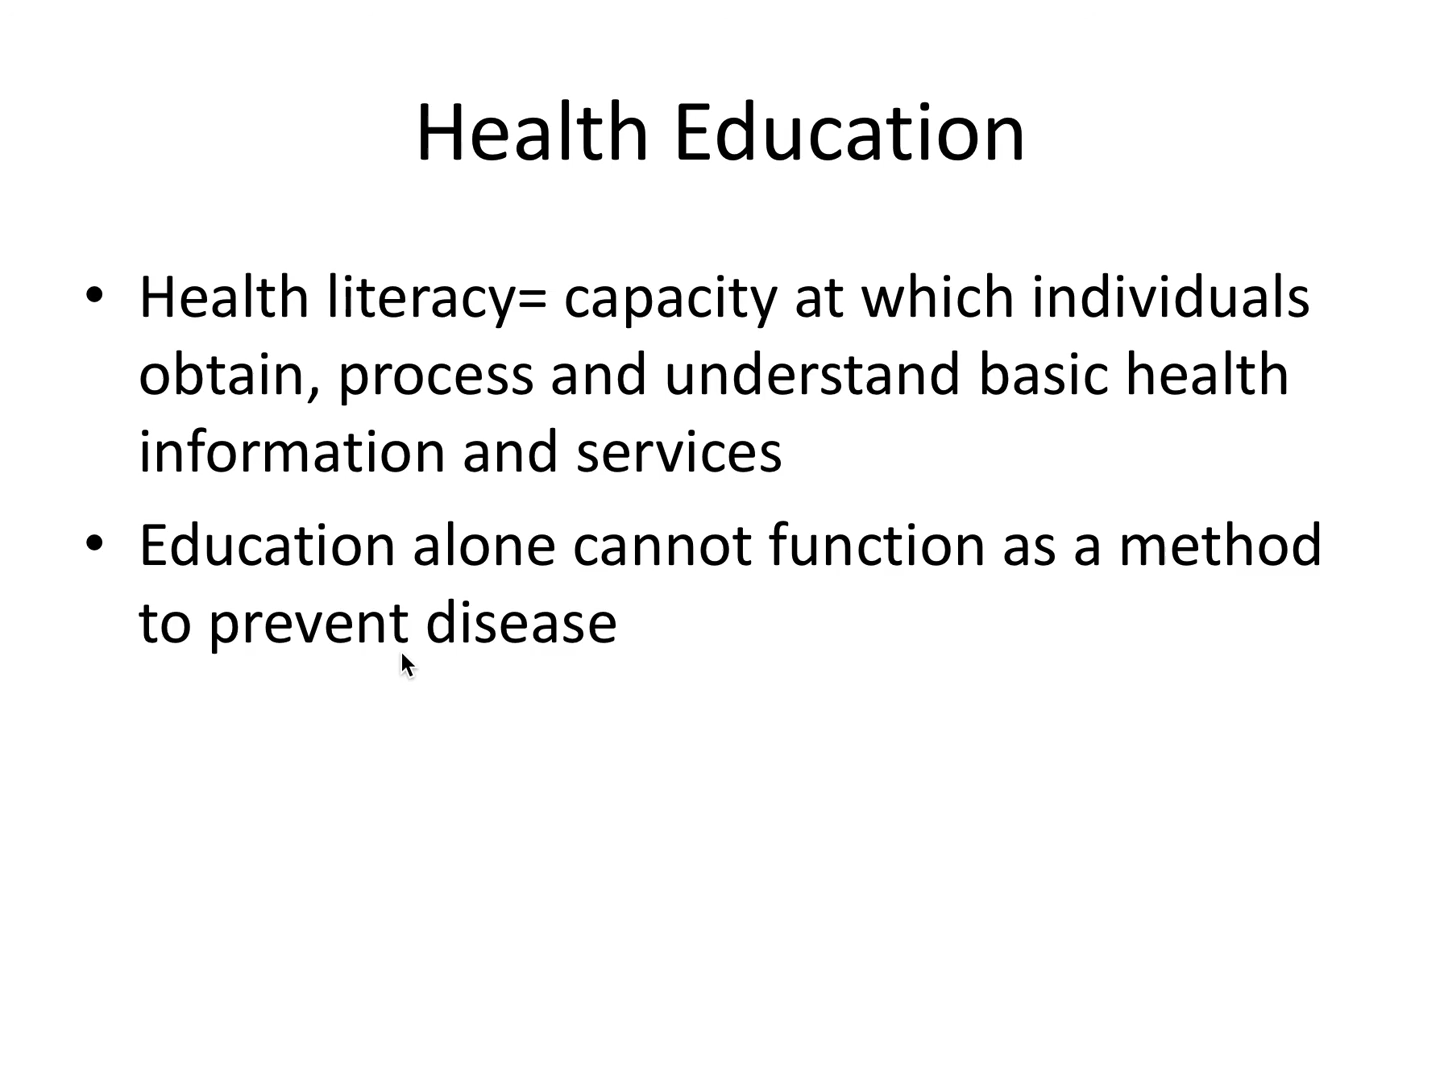 Health Education
• Health literacy= capacity at which individuals
obtain, process and understand basic health
information and services
• Education alone cannot function as a method
to prevent disease